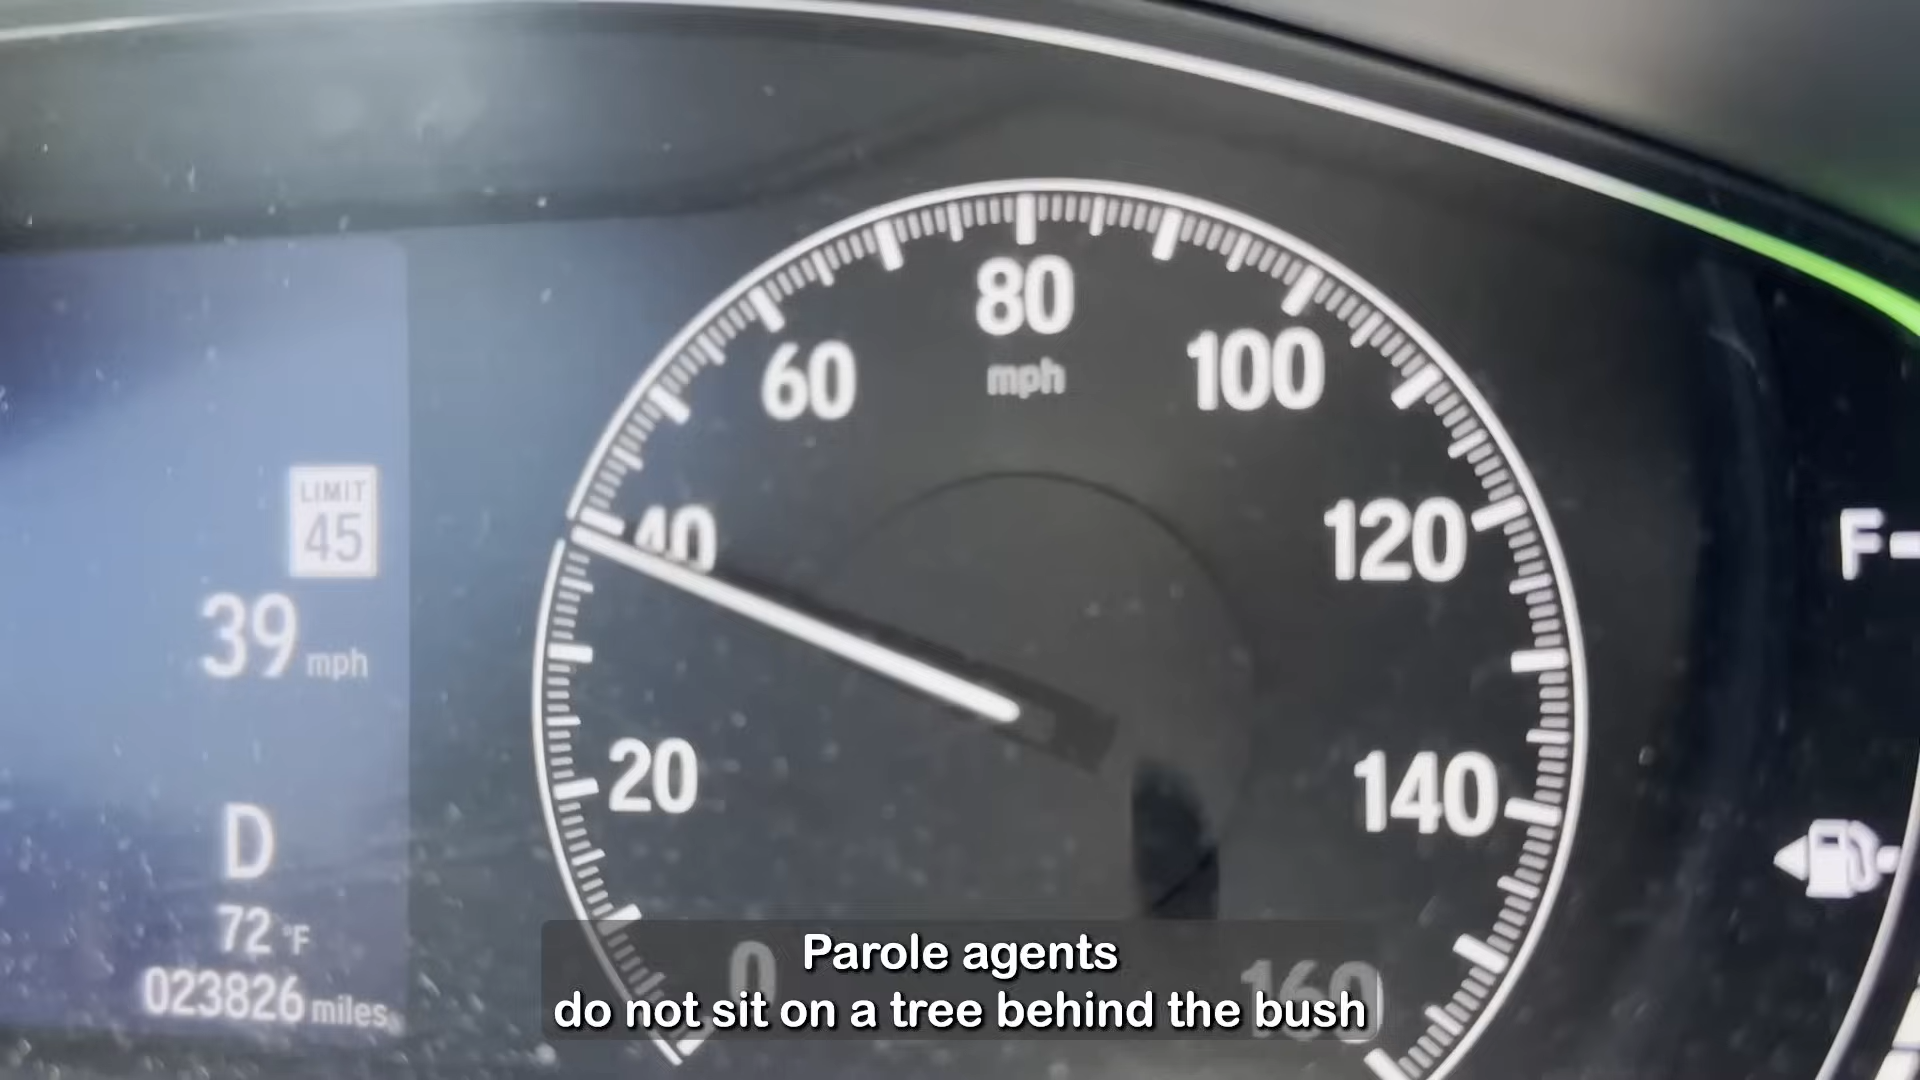 80
mph
60
100
LIMIT
45
40
120
F
39 mph
20
140
D
72 °F
023826 miles
0
160
Parole agents
do not sit on a tree behind the bush